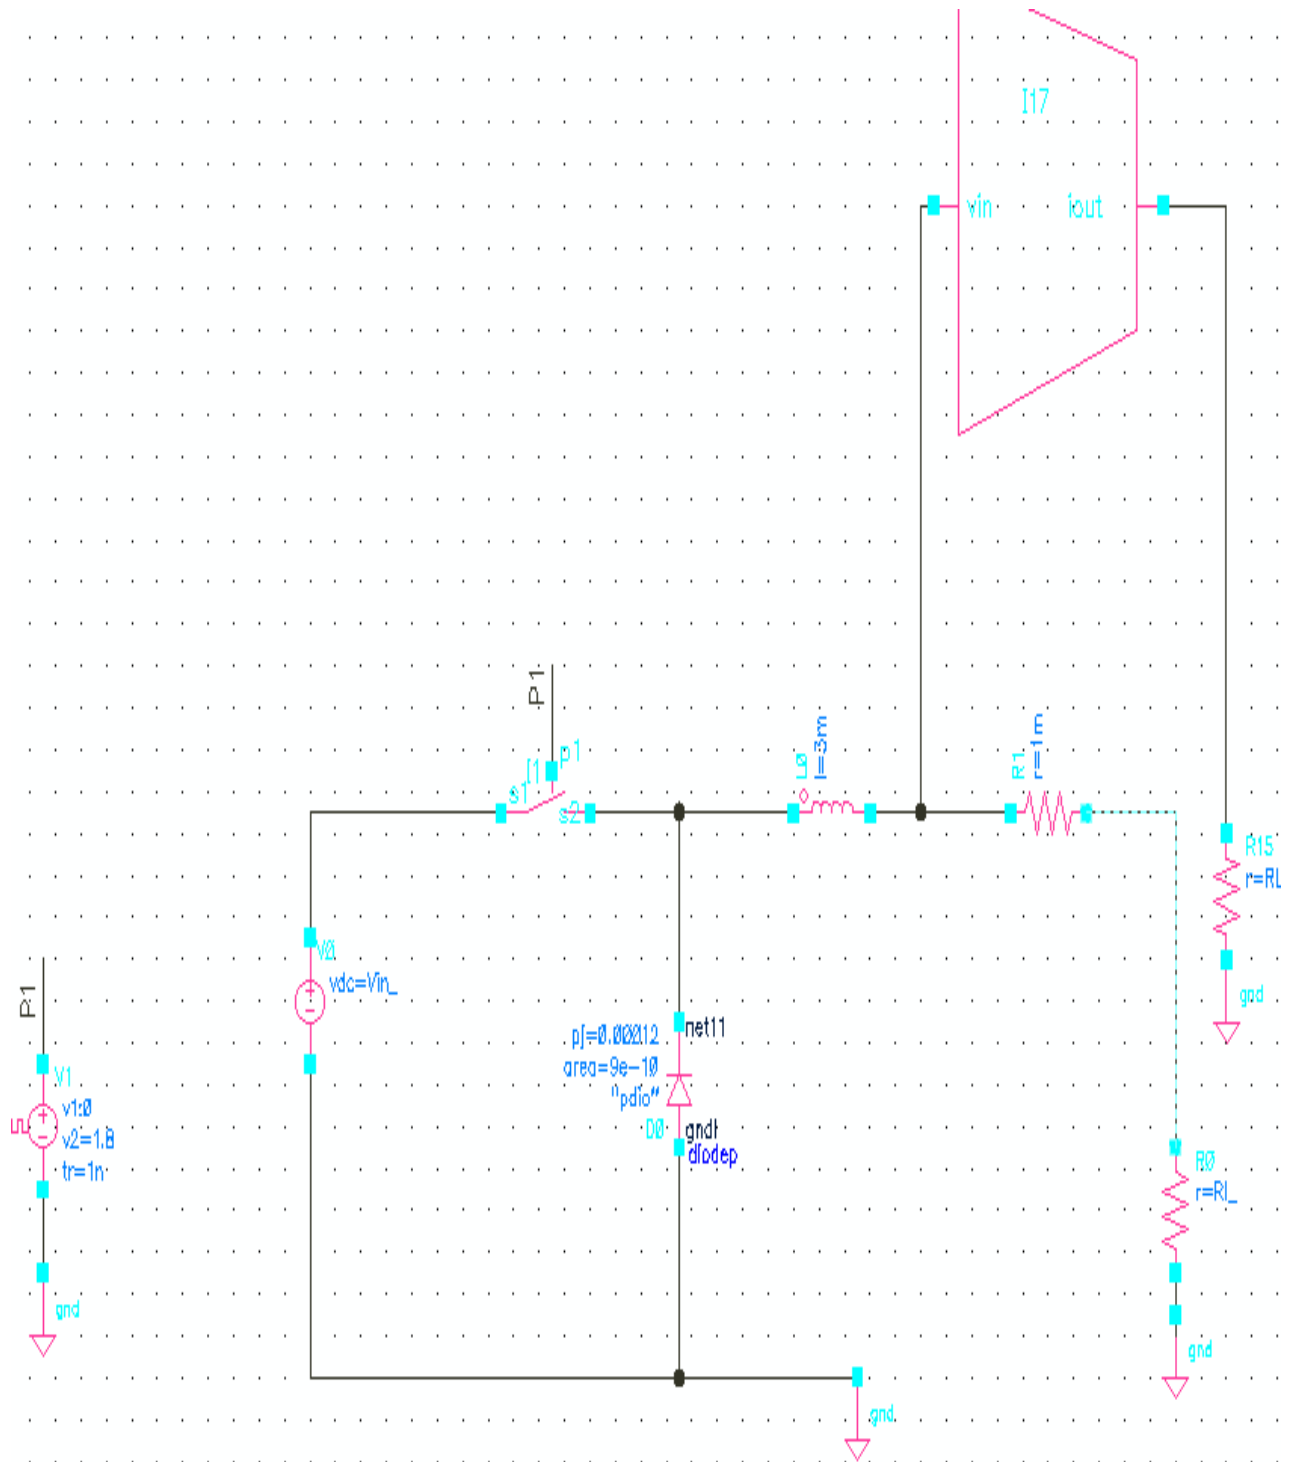 I17
vin
iout
P1
p1
I1
s1
s2
L0
l=3m
R1
r=1m
R15
r=RL
gnd
V0
vdc=Vin_
P1
V1
v1:0
v2=1.8
tr=1n
gnd
net11
pj=0.00012
area=9e-10
"pdio"
D0
gnd!
diodep
R0
r=Rl_
gnd
gnd